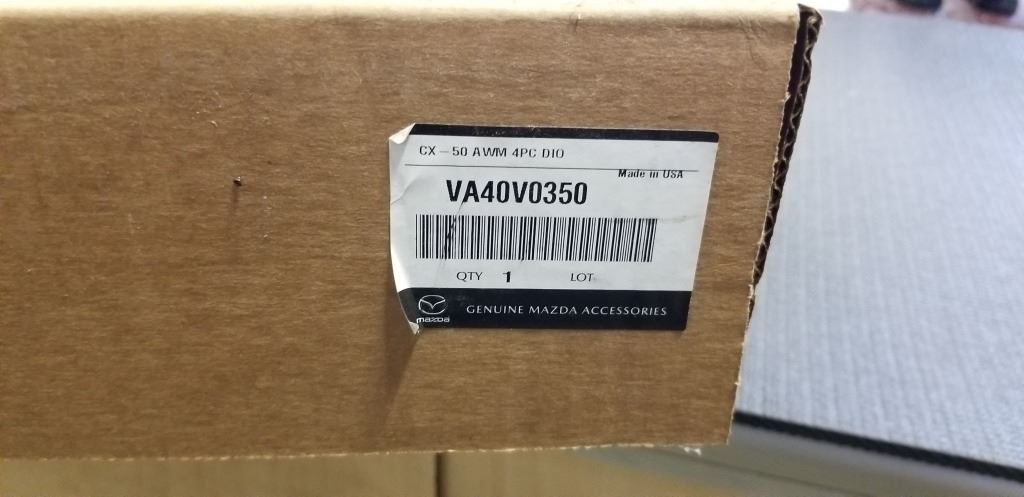 CX – 50 AWM 4PC DIO
Made in USA
VA40V0350
QTY 1 LOT
mazda
GENUINE MAZDA ACCESSORIES